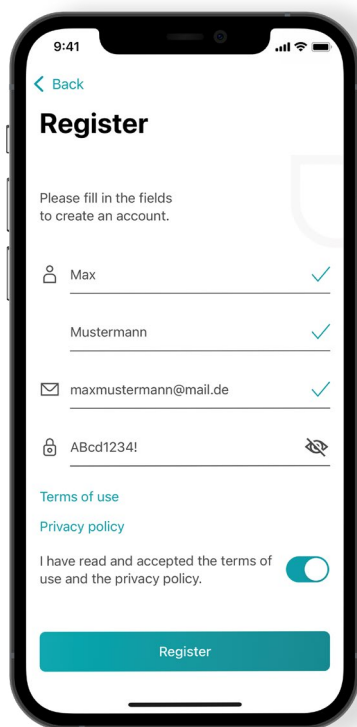 9:41
Back
Register
Please fill in the fields
to create an account.
Max
Mustermann
maxmustermann@mail.de
ABcd1234!
Terms of use
Privacy policy
I have read and accepted the terms of
use and the privacy policy.
Register